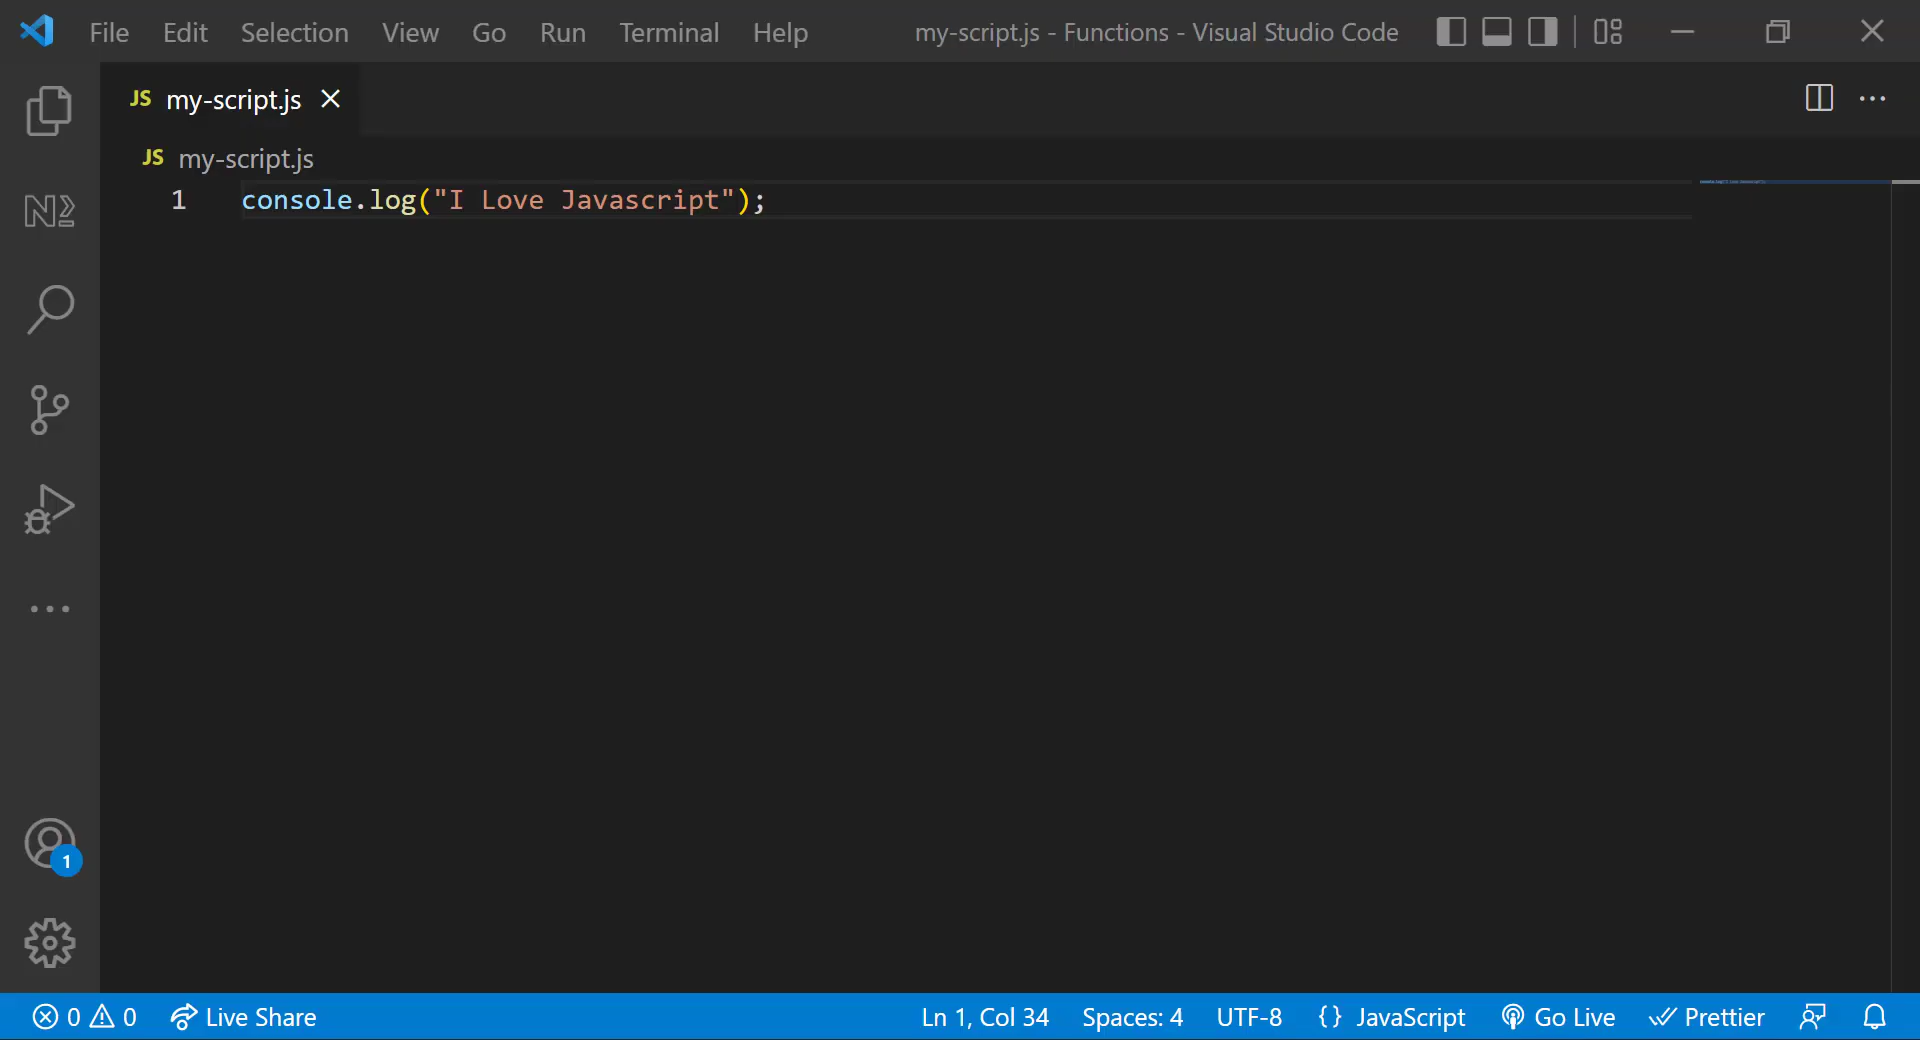 File Edit Selection View Go Run Terminal Help my-script.js - Functions - Visual Studio Code
JS my-script.js
JS my-script.js
1 console.log("I Love Javascript");
1
0 0 Live Share Ln 1, Col 34 Spaces: 4 UTF-8 {} JavaScript Go Live Prettier